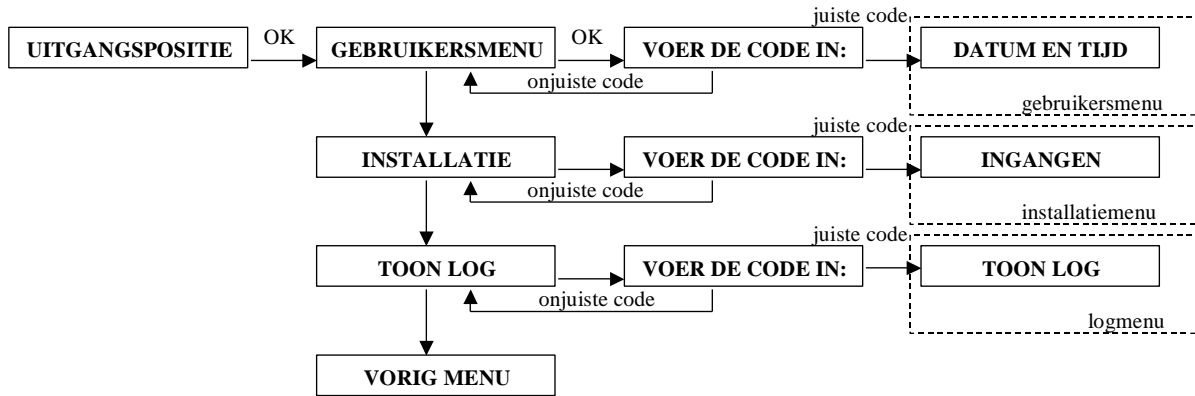 juiste code
UITGANGSPOSITIE OK GEBRUIKERSMENU OK VOER DE CODE IN: DATUM EN TIJD
onjuiste code
gebruikersmenu
juiste code
INSTALLATIE VOER DE CODE IN: INGANGEN
onjuiste code
installatiemenu
juiste code
TOON LOG VOER DE CODE IN: TOON LOG
onjuiste code
logmenu
VORIG MENU